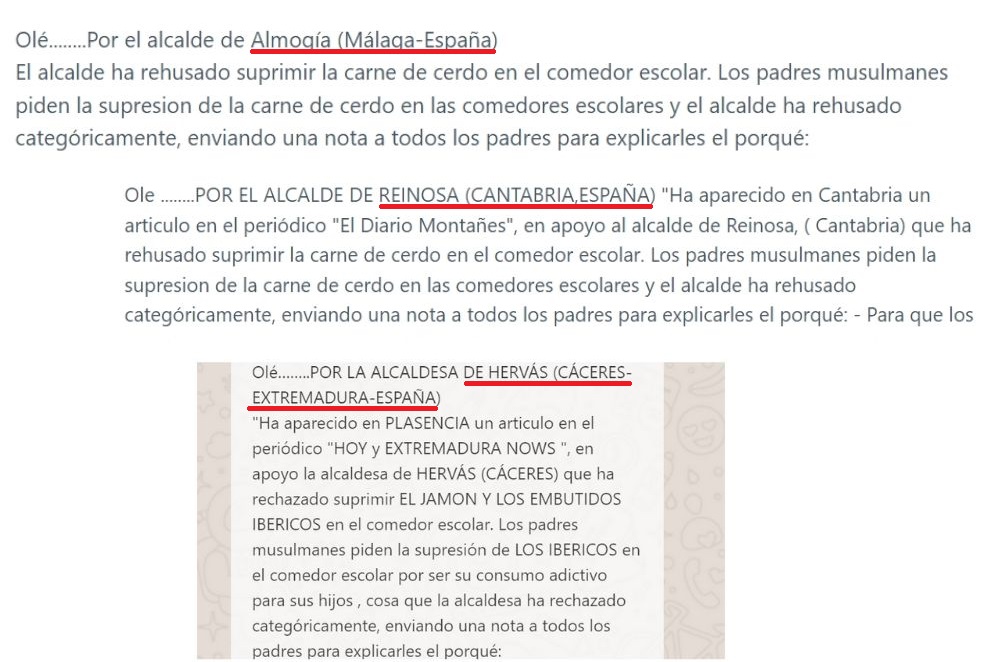 Olé........Por el alcalde de Almogía (Málaga-España)
El alcalde ha rehusado suprimir la carne de cerdo en el comedor escolar. Los padres musulmanes
piden la supresion de la carne de cerdo en las comedores escolares y el alcalde ha rehusado
categóricamente, enviando una nota a todos los padres para explicarles el porqué:
Ole ........POR EL ALCALDE DE REINOSA (CANTABRIA,ESPAÑA) "Ha aparecido en Cantabria un
articulo en el periódico "El Diario Montañes", en apoyo al alcalde de Reinosa, ( Cantabria) que ha
rehusado suprimir la carne de cerdo en el comedor escolar. Los padres musulmanes piden la
supresion de la carne de cerdo en las comedores escolares y el alcalde ha rehusado
categóricamente, enviando una nota a todos los padres para explicarles el porqué: - Para que los
Olé........POR LA ALCALDESA DE HERVÁS (CÁCERES-
EXTREMADURA-ESPAÑA)
"Ha aparecido en PLASENCIA un articulo en el
periódico "HOY y EXTREMADURA NOWS ", en
apoyo la alcaldesa de HERVÁS (CÁCERES) que ha
rechazado suprimir EL JAMON Y LOS EMBUTIDOS
IBERICOS en el comedor escolar. Los padres
musulmanes piden la supresión de LOS IBERICOS en
el comedor escolar por ser su consumo adictivo
para sus hijos , cosa que la alcaldesa ha rechazado
categóricamente, enviando una nota a todos los
padres para explicarles el porqué: